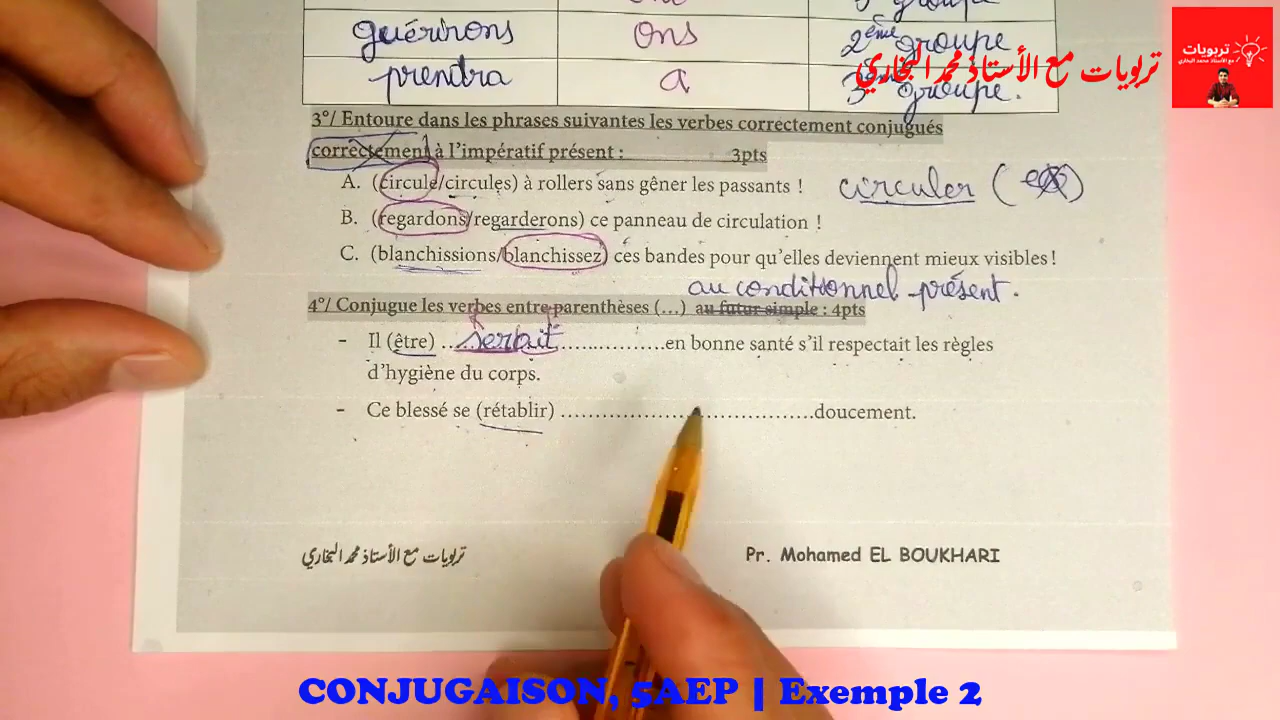 guérirons ons 2ème groupe
prendra a 3ème groupe.
تربويات مع الأستاذ محمد البخاري
تربويات
مع الأستاذ محمد البخاري
3°/ Entoure dans les phrases suivantes les verbes correctement conjugués
correctement à l'impératif présent : 3pts
A. (circule/circules) à rollers sans gêner les passants ! circuler (er)
B. (regardons/regarderons) ce panneau de circulation !
C. (blanchissions/blanchissez) ces bandes pour qu'elles deviennent mieux visibles !
au conditionnel présent.
4°/ Conjugue les verbes entre parenthèses (…) au futur simple : 4pts
- Il (être) …serait……………en bonne santé s'il respectait les règles
d'hygiène du corps.
- Ce blessé se (rétablir) ……………………………….doucement.
تربويات مع الأستاذ محمد البخاري
Pr. Mohamed EL BOUKHARI
CONJUGAISON, 5AEP | Exemple 2